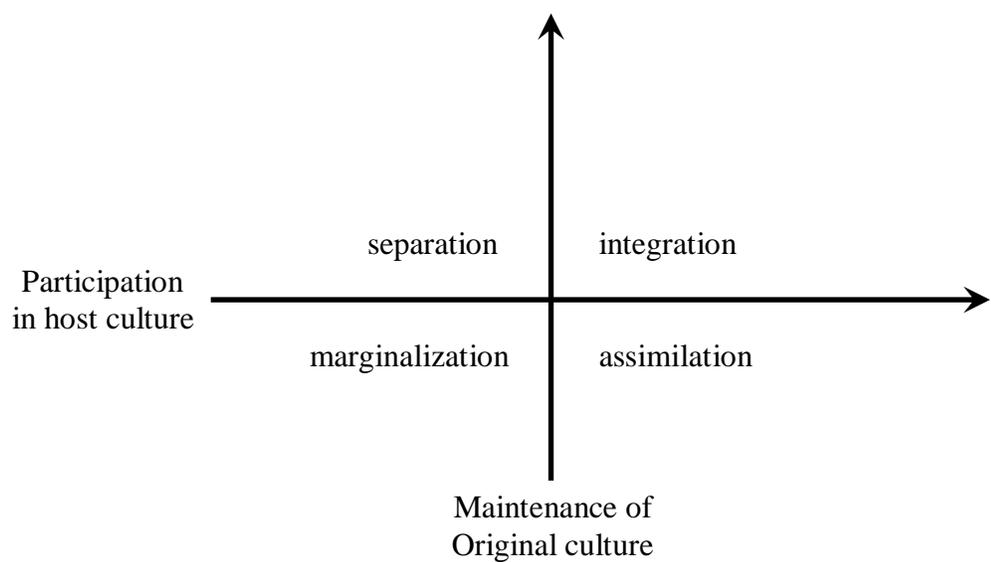 separation
integration
Participation
in host culture
marginalization
assimilation
Maintenance of
Original culture